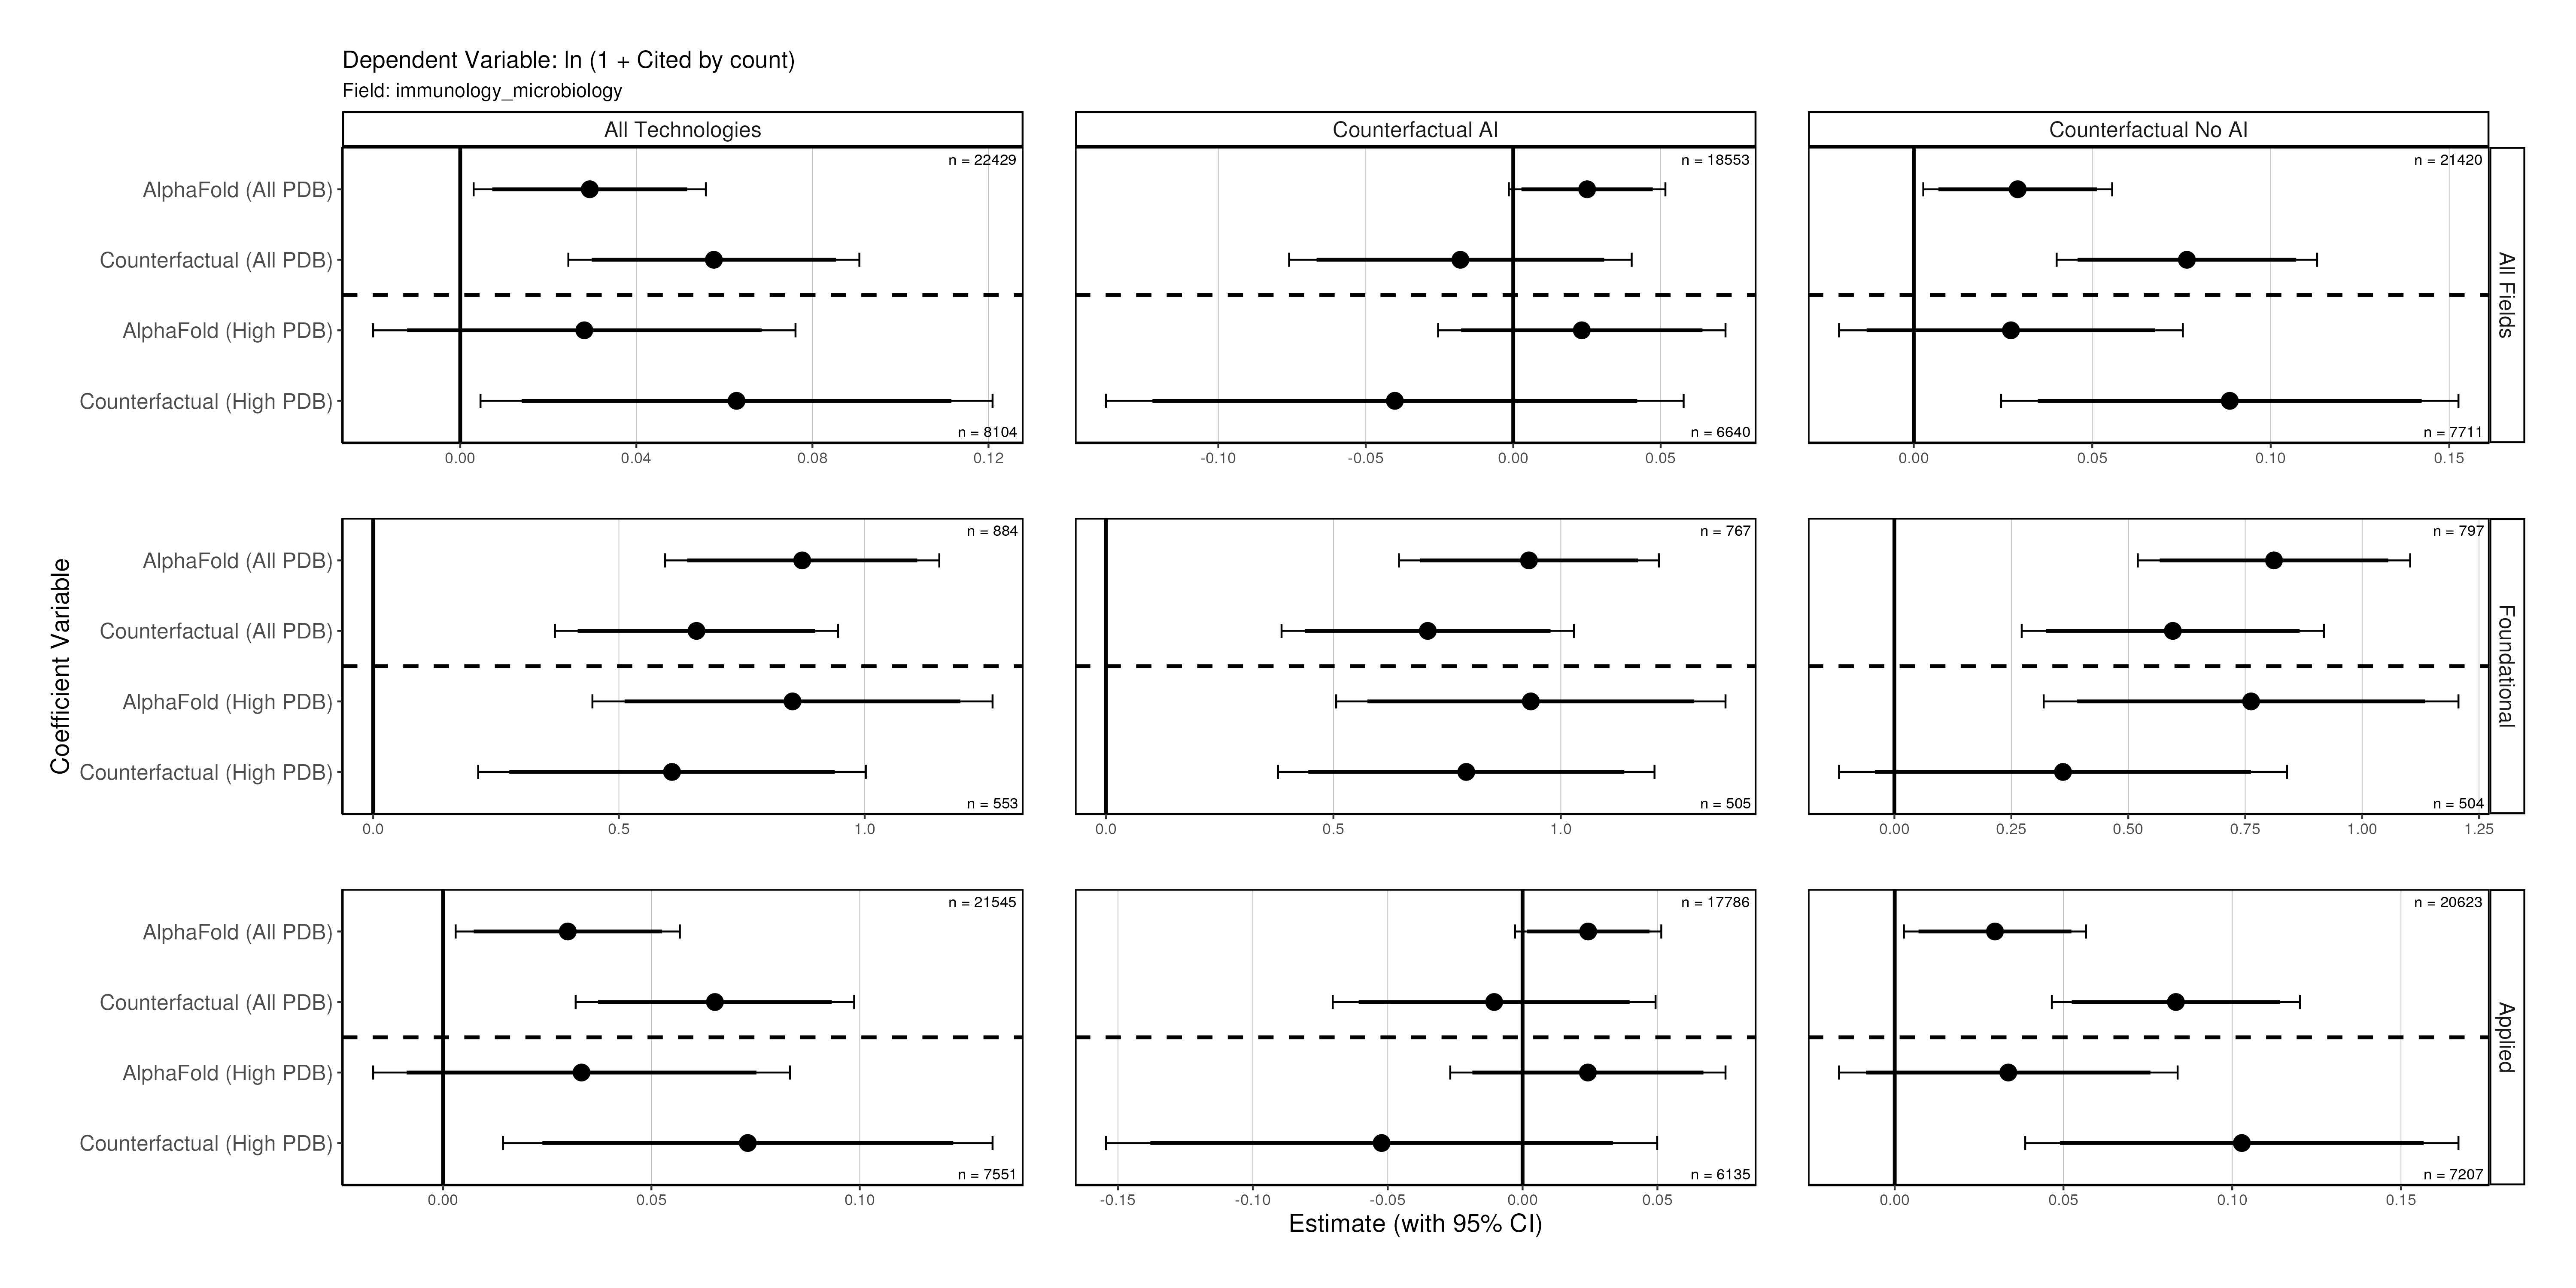 Dependent Variable: ln (1 + Cited by count)
Field: immunology_microbiology
All Technologies
Counterfactual AI
Counterfactual No AI
n = 22429
n = 18553
n = 21420
AlphaFold (All PDB)
Counterfactual (All PDB)
AlphaFold (High PDB)
Counterfactual (High PDB)
All Fields
n = 8104
n = 6640
n = 7711
0.00 0.04 0.08 0.12
-0.10 -0.05 0.00 0.05
0.00 0.05 0.10 0.15
Coefficient Variable
n = 884
n = 767
n = 797
AlphaFold (All PDB)
Counterfactual (All PDB)
AlphaFold (High PDB)
Counterfactual (High PDB)
Foundational
n = 553
n = 505
n = 504
0.0 0.5 1.0
0.0 0.5 1.0
0.00 0.25 0.50 0.75 1.00 1.25
n = 21545
n = 17786
n = 20623
AlphaFold (All PDB)
Counterfactual (All PDB)
AlphaFold (High PDB)
Counterfactual (High PDB)
Applied
n = 7551
n = 6135
n = 7207
0.00 0.05 0.10
-0.15 -0.10 -0.05 0.00 0.05
0.00 0.05 0.10 0.15
Estimate (with 95% CI)